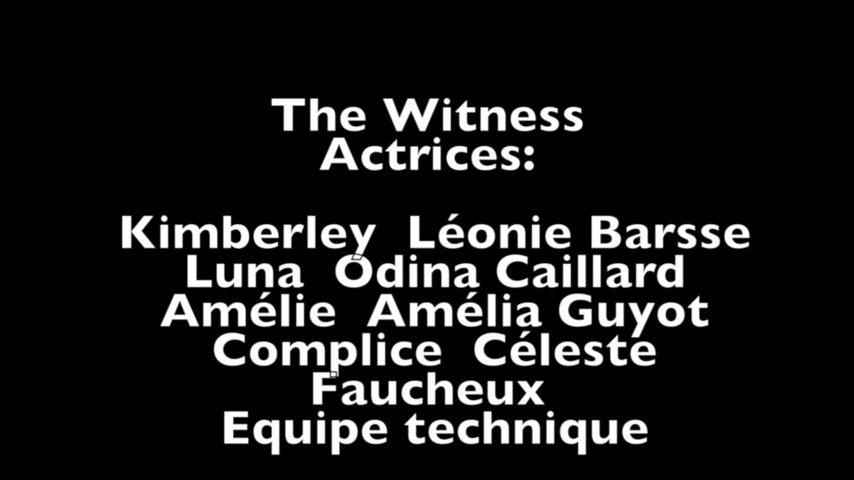 The Witness
Actrices:
Kimberley Léonie Barsse
Luna Odina Caillard
Amélie Amélia Guyot
Complice Céleste
Faucheux
Equipe technique